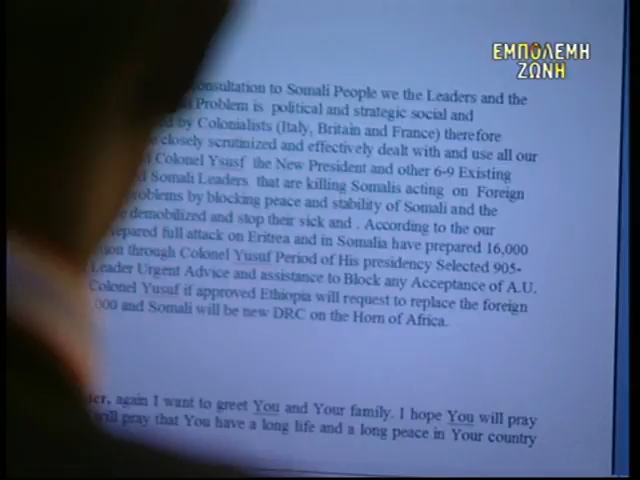 ΕΜΠΟΛΕΜΗ
ΖΩΝΗ
onsultation to Somali People we the Leaders and the
Problem is political and strategic social and
by Colonialists (Italy, Britain and France) therefore
closely scrutinized and effectively dealt with and use all our
Colonel Ysusf the New President and other 6-9 Existing
Somali Leaders that are killing Somalis acting on Foreign
roblems by blocking peace and stability of Somali and the
demobilized and stop their sick and . According to the our
epared full attack on Eritrea and in Somalia have prepared 16,000
ion through Colonel Yusuf Period of His presidency Selected 905-
Leader Urgent Advice and assistance to Block any Acceptance of A.U.
Colonel Yusuf if approved Ethiopia will request to replace the foreign
000 and Somali will be new DRC on the Horn of Africa.
ter, again I want to greet You and Your family. I hope You will pray
will pray that You have a long life and a long peace in Your country